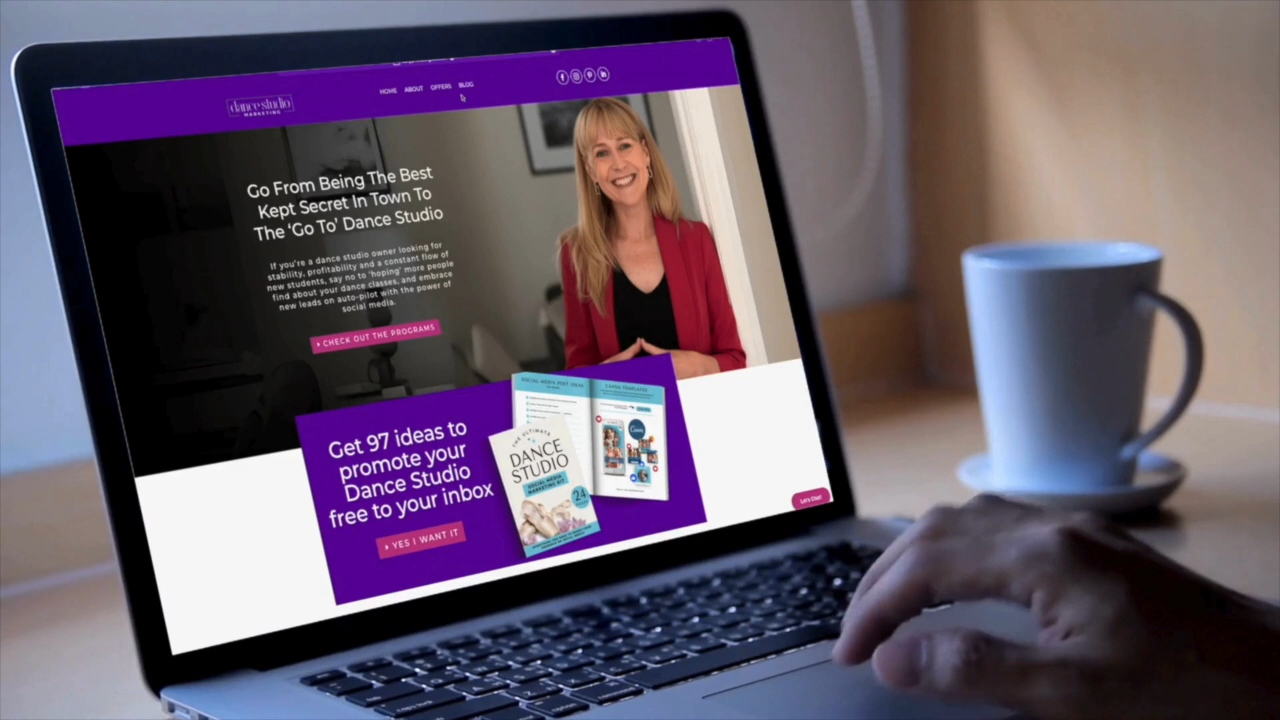 HOME ABOUT OFFERS BLOG
dance studio
MARKETING
Go From Being The Best
Kept Secret In Town To
The ‘Go To’ Dance Studio
If you're a dance studio owner looking for
stability, profitability and a constant flow of
new students, say no to 'hoping' more people
find about your dance classes, and embrace
new leads on auto-pilot with the power of
social media.
CHECK OUT THE PROGRAMS
Get 97 ideas to
promote your
Dance Studio
free to your inbox
YES I WANT IT
SOCIAL MEDIA POST IDEAS
CANVA TEMPLATES
Canva
THE ULTIMATE
DANCE
STUDIO
SOCIAL MEDIA
MARKETING KIT
24
Let's Chat!
option